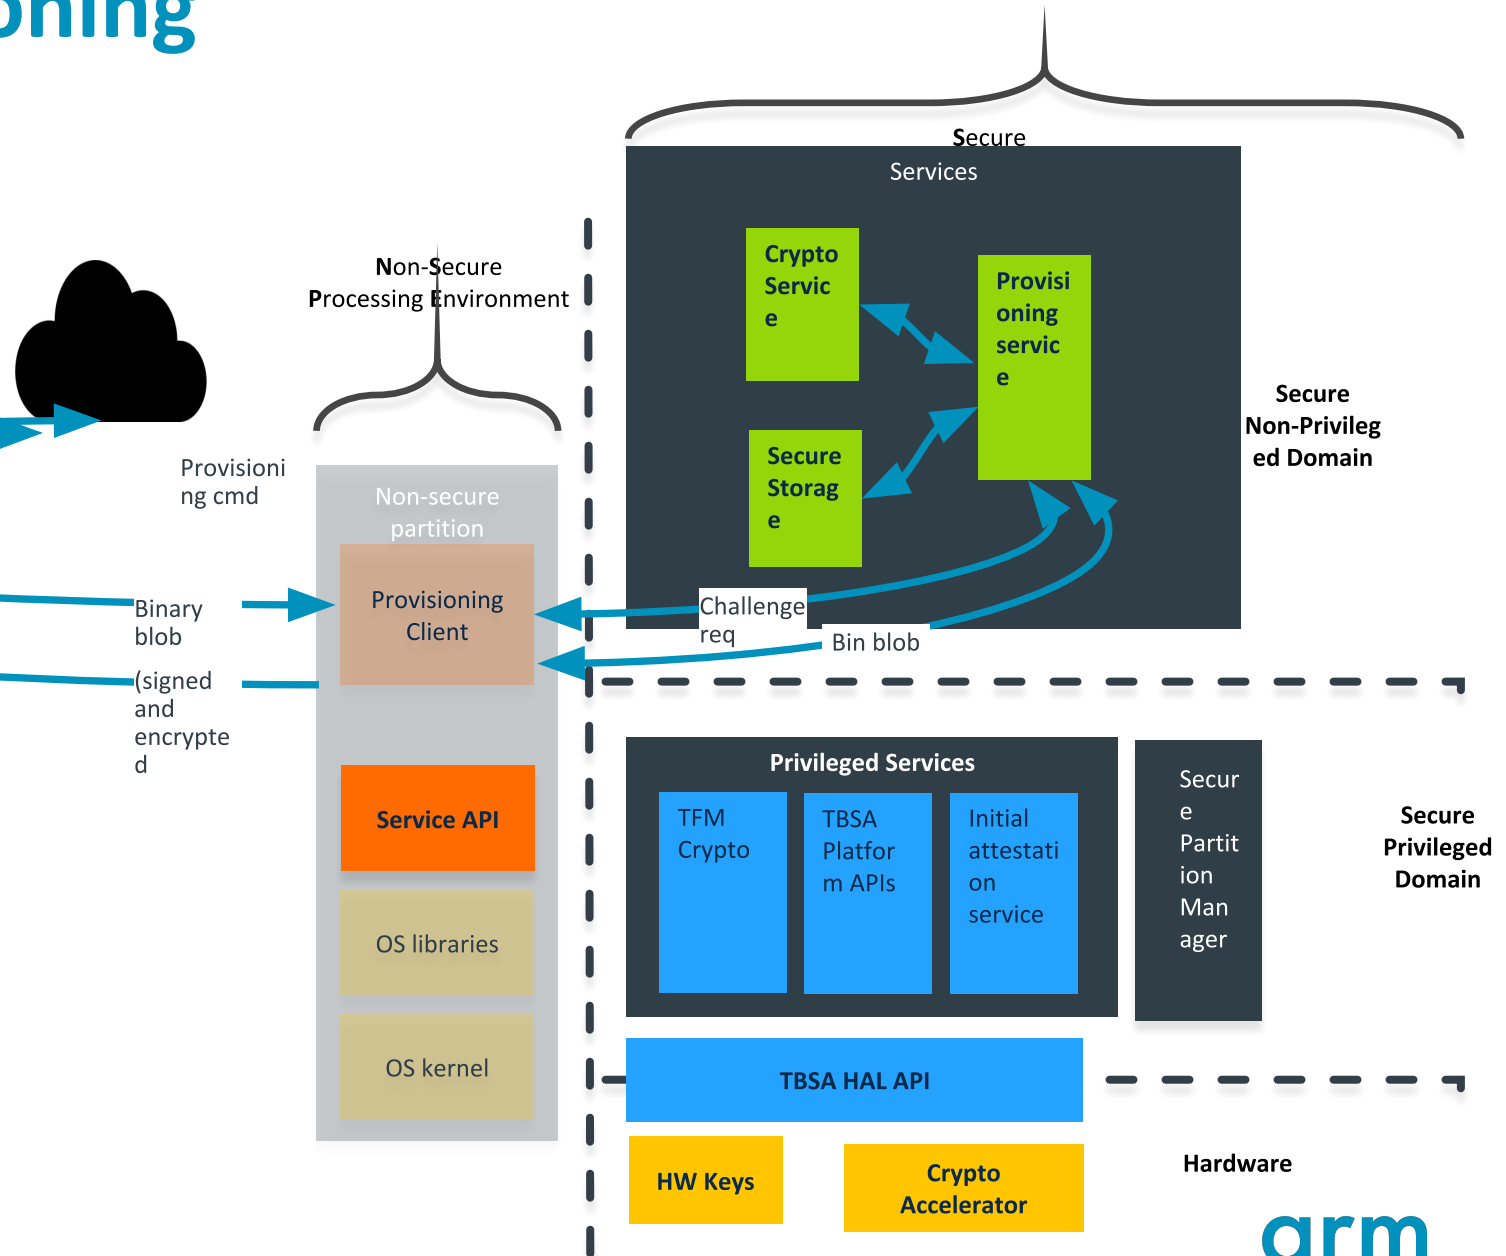 oning
Secure
Services
Non-Secure
Processing Environment
Crypto
Servic
e
Provisi
oning
servic
e
Secure
Non-Privileg
ed Domain
Secure
Storag
e
Provisioni
ng cmd
Non-secure
partition
Provisioning
Client
Binary
blob
(signed
and
encrypte
d
Challenge
req
Bin blob
Service API
OS libraries
OS kernel
Privileged Services
TFM
Crypto
TBSA
Platfor
m APIs
Initial
attestati
on
service
Secur
e
Partit
ion
Man
ager
Secure
Privileged
Domain
TBSA HAL API
HW Keys
Crypto
Accelerator
Hardware
arm